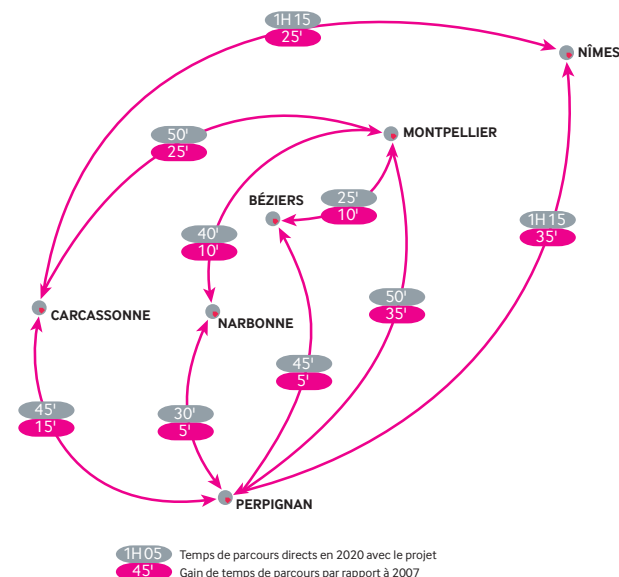 1H15
25'
NÎMES
50'
25'
MONTPELLIER
BÉZIERS
25'
10'
1H15
35'
40'
10'
CARCASSONNE
NARBONNE
50'
35'
45'
5'
45'
15'
30'
5'
PERPIGNAN
1H05 Temps de parcours directs en 2020 avec le projet
45' Gain de temps de parcours par rapport à 2007